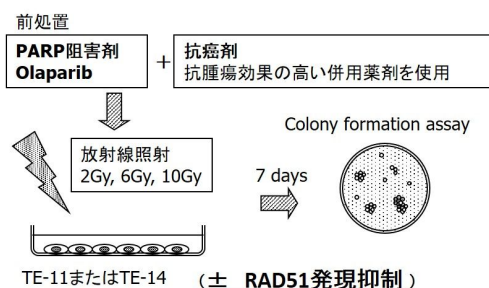 前処置
PARP阻害剤
Olaparib
+
抗癌剤
抗腫瘍効果の高い併用薬剤を使用
放射線照射
2Gy, 6Gy, 10Gy
7 days
Colony formation assay
TE-11またはTE-14 (± RAD51発現抑制)